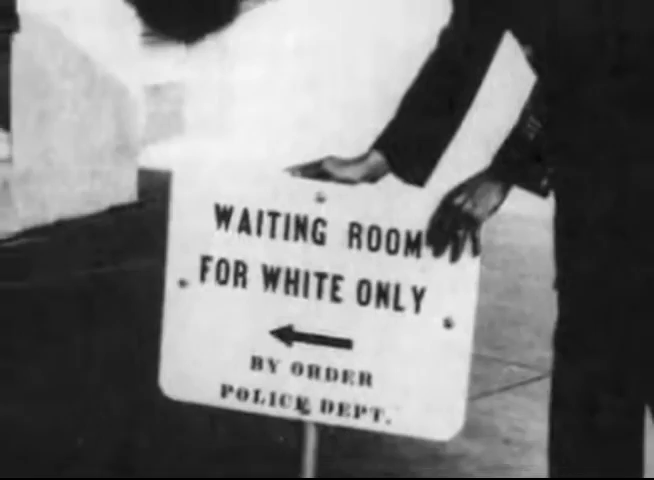 WAITING ROOM
FOR WHITE ONLY
BY ORDER
POLICE DEPT.